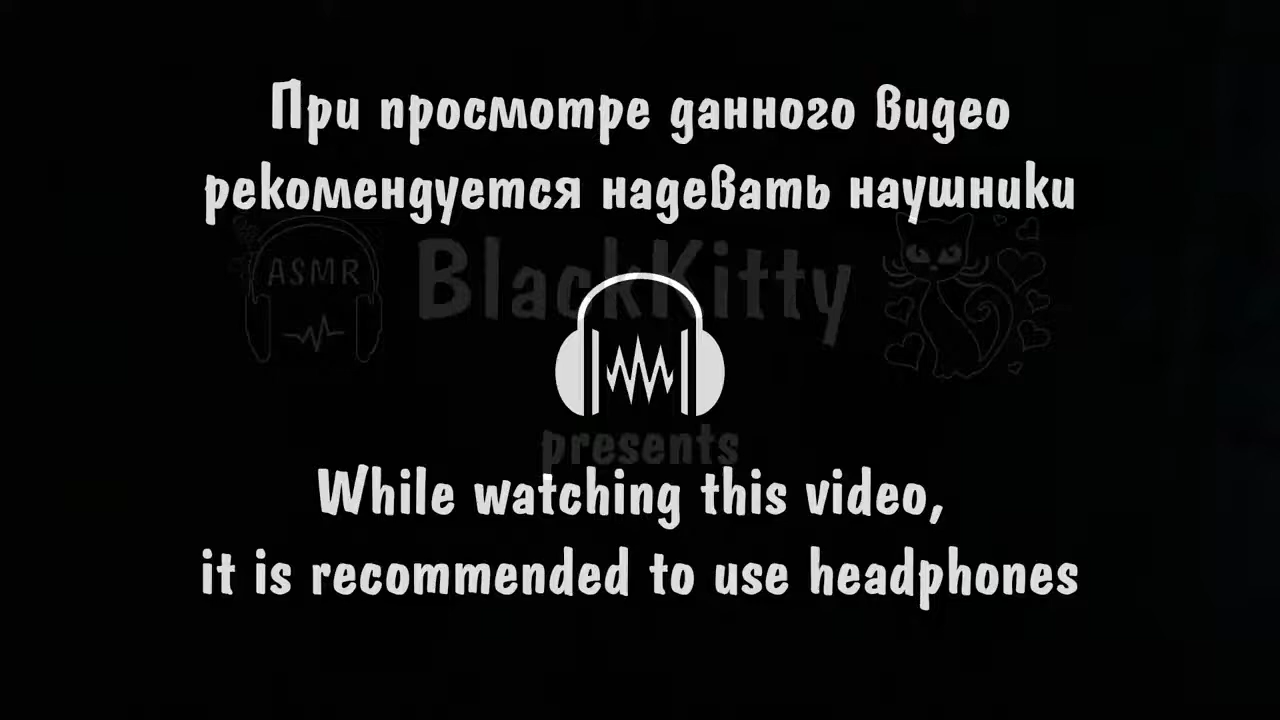 При просмотре данного видео
рекомендуется надевать наушники
ASMR
BlackKitty
presents
While watching this video,
it is recommended to use headphones